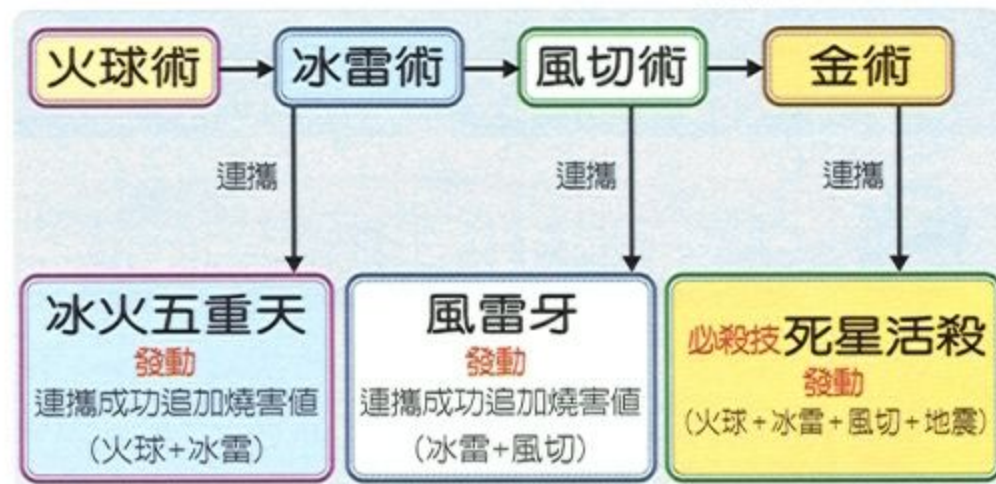 火球術
冰雷術
風切術
金術
連攜
連攜
連攜
冰火五重天
發動
連攜成功追加燒害值
(火球+冰雷)
風雷牙
發動
連攜成功追加燒害值
(冰雷+風切)
必殺技死星活殺
發動
(火球+冰雷+風切+地震)